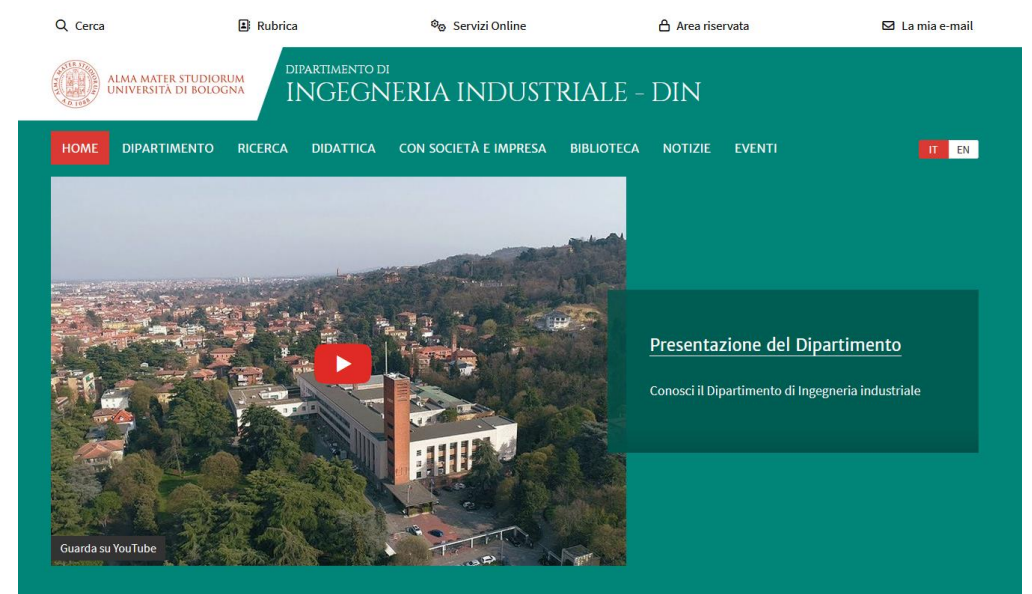 Cerca
Rubrica
Servizi Online
Area riservata
La mia e-mail
ALMA MATER STUDIORUM
UNIVERSITÀ DI BOLOGNA
DIPARTIMENTO DI
INGEGNERIA INDUSTRIALE - DIN
HOME
DIPARTIMENTO
RICERCA
DIDATTICA
CON SOCIETÀ E IMPRESA
BIBLIOTECA
NOTIZIE
EVENTI
IT
EN
Presentazione del Dipartimento
Conosci il Dipartimento di Ingegneria industriale
Guarda su YouTube